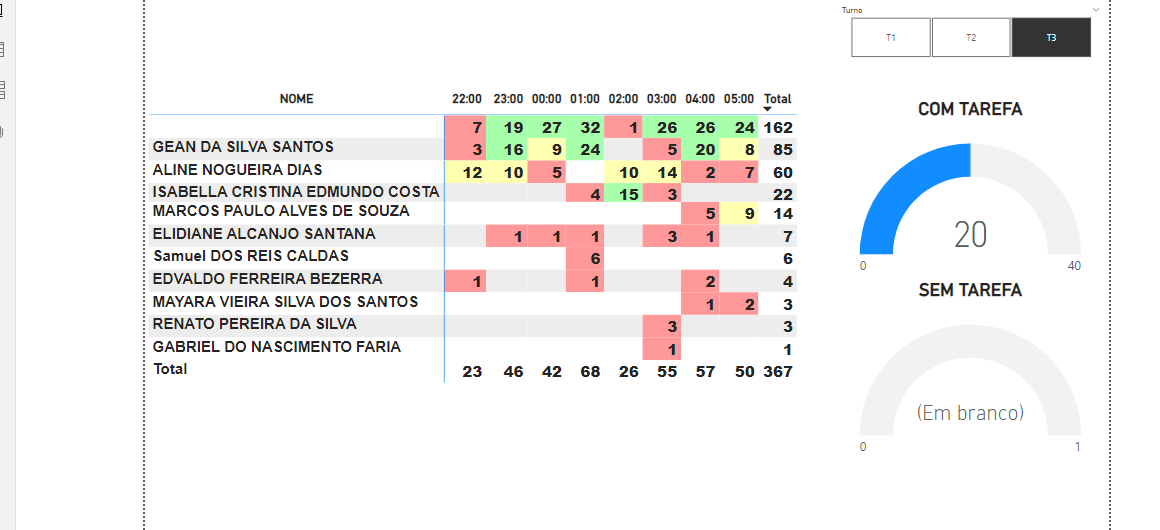 Turno
T1 T2 T3
NOME 22:00 23:00 00:00 01:00 02:00 03:00 04:00 05:00 Total
7 19 27 32 1 26 26 24 162
GEAN DA SILVA SANTOS 3 16 9 24 5 20 8 85
ALINE NOGUEIRA DIAS 12 10 5 10 14 2 7 60
ISABELLA CRISTINA EDMUNDO COSTA 4 15 3 22
MARCOS PAULO ALVES DE SOUZA 5 9 14
ELIDIANE ALCANJO SANTANA 1 1 1 3 1 7
Samuel DOS REIS CALDAS 6 6
EDVALDO FERREIRA BEZERRA 1 1 2 4
MAYARA VIEIRA SILVA DOS SANTOS 1 2 3
RENATO PEREIRA DA SILVA 3 3
GABRIEL DO NASCIMENTO FARIA 1 1
Total 23 46 42 68 26 55 57 50 367
COM TAREFA
20
0 40
SEM TAREFA
(Em branco)
0 1